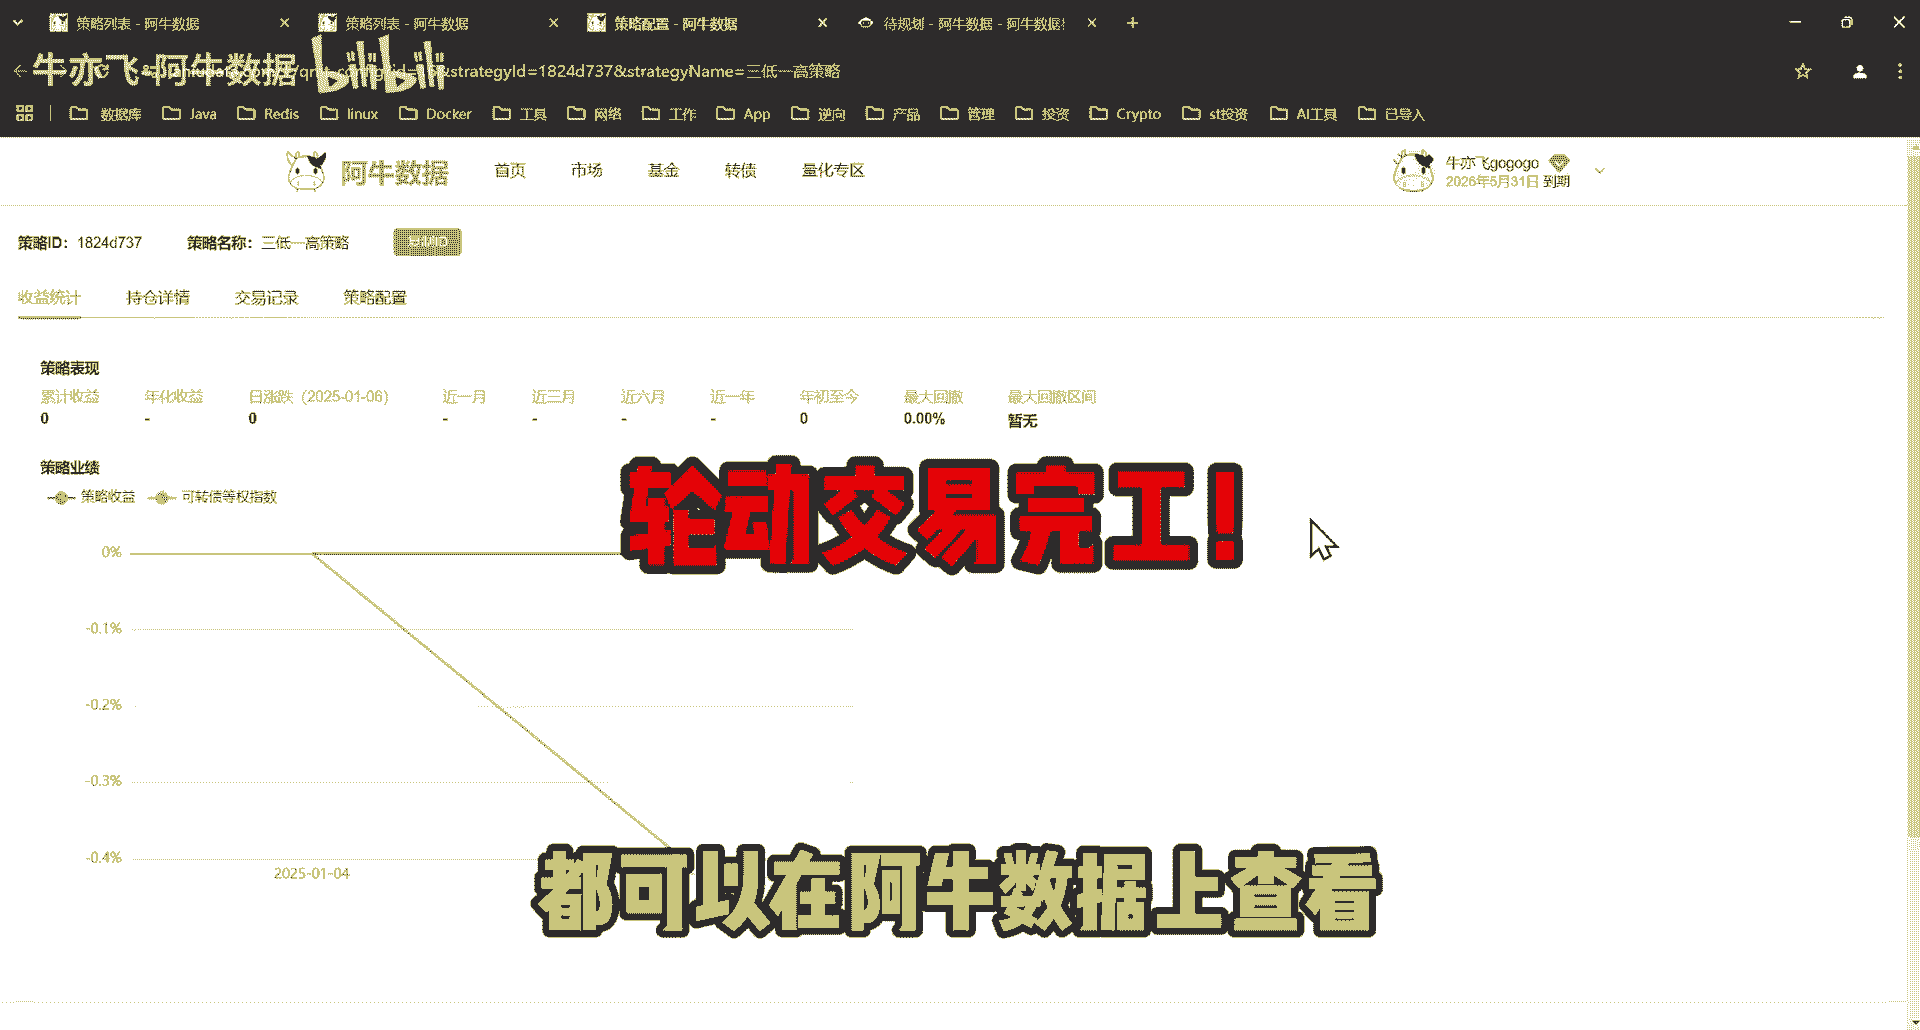 策略列表 - 阿牛数据
策略列表 - 阿牛数据
策略配置 - 阿牛数据
待规划 - 阿牛数据 - 阿牛数据
牛亦飞-阿牛数据 bilibili
strategyId=1824d737&strategyName=三低一高策略
数据库 Java Redis linux Docker 工具 网络 工作 App 逆向 产品 管理 投资 Crypto st投资 AI工具 已导入
阿牛数据 首页 市场 基金 转债 量化专区
牛亦飞gogogo
2026年5月31日 到期
策略ID: 1824d737 策略名称: 三低一高策略
收益统计 持仓详情 交易记录 策略配置
策略表现
累计收益 年化收益 日涨跌 (2025-01-06) 近一月 近三月 近六月 近一年 年初至今 最大回撤 最大回撤区间
0 - 0 - - - - 0 0.00% 暂无
策略业绩
策略收益 可转债等权指数
轮动交易完工!
0%
-0.1%
-0.2%
-0.3%
-0.4%
2025-01-04
都可以在阿牛数据上查看